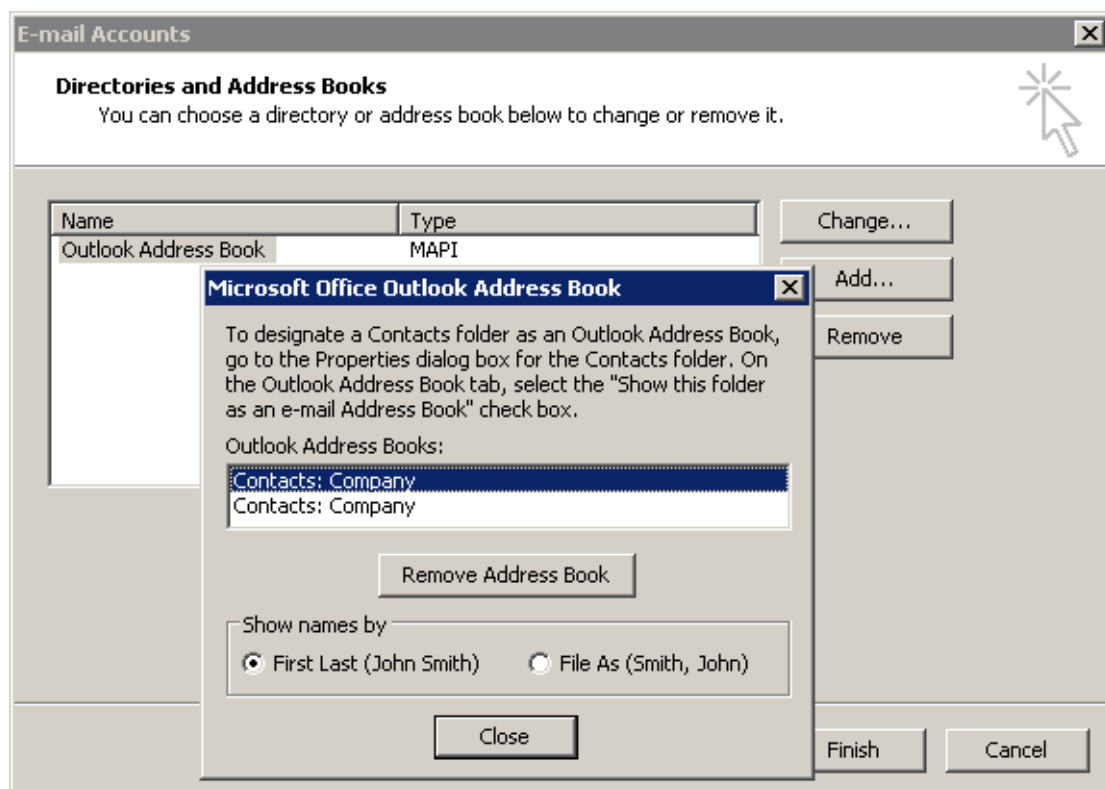 E-mail Accounts
Directories and Address Books
You can choose a directory or address book below to change or remove it.
Name Type
Outlook Address Book MAPI
Change...
Add...
Remove
Microsoft Office Outlook Address Book
To designate a Contacts folder as an Outlook Address Book,
go to the Properties dialog box for the Contacts folder. On
the Outlook Address Book tab, select the "Show this folder
as an e-mail Address Book" check box.
Outlook Address Books:
Contacts: Company
Contacts: Company
Remove Address Book
Show names by
First Last (John Smith) File As (Smith, John)
Close
Finish Cancel